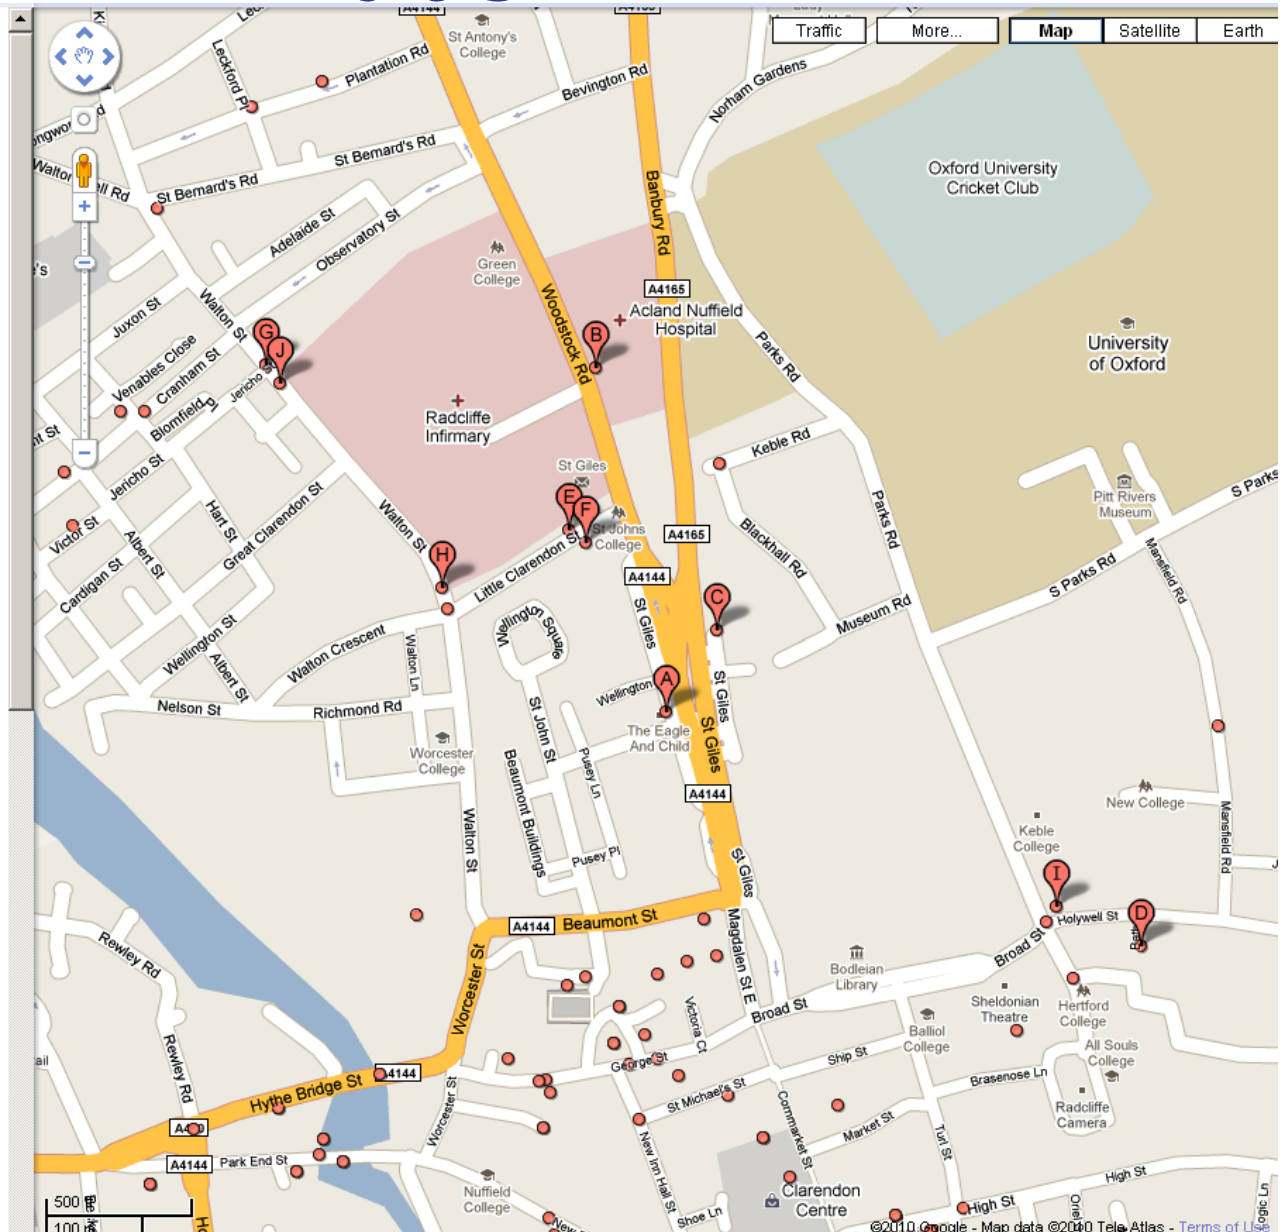 A4144
St Antony's
College
Traffic
More...
Map
Satellite
Earth
Leckford Pl
Plantation Rd
Bevington Rd
Norham Gardens
St Bernard's Rd
St Bernard's Rd
Oxford University
Cricket Club
Adelaide St
Observatory St
Banbury Rd
Green
College
A4165
Woodstock Rd
Acland Nuffield
Hospital
University
of Oxford
Juxon St
Walton St
Venables Close
Cranham St
Blomfield Pl
Jericho St
G
J
B
Parks Rd
Radcliffe
Infirmary
Keble Rd
Jericho St
St Giles
E
F
St Johns
College
Pitt Rivers
Museum
S Parks
Victor St
Hart St
Albert St
Great Clarendon St
Walton St
Cardigan St
H
Little Clarendon St
A4165
A4144
Blackhall Rd
Parks Rd
Mansfield Rd
S Parks Rd
C
Museum Rd
Wellington St
Walton Crescent
Wellington Square
St Giles
Albert St
Walton Ln
Nelson St
Richmond Rd
Wellington
A
St Giles
St John St
The Eagle
And Child
St Giles
Worcester
College
Beaumont Buildings
Pusey Ln
A4144
New College
Mansfield Rd
Walton St
Keble
College
Pusey Pl
St Giles
I
D
A4144
Beaumont St
Holywell St
Broad St
Rewley Rd
Worcester St
Magdalen St E
Bodleian
Library
Sheldonian
Theatre
Hertford
College
Victoria Ct
Broad St
Balliol
College
All Souls
College
Rewley Rd
George St
Ship St
Hythe Bridge St
A4144
St Michael's St
Brasenose Ln
Worcester St
Cornmarket St
Market St
Radcliffe
Camera
Turl St
A4144
Park End St
New Inn Hall St
High St
Nuffield
College
Clarendon
Centre
High St
Shoe Ln
500
©2010 Google - Map data ©2010 Tele Atlas - Terms of Use